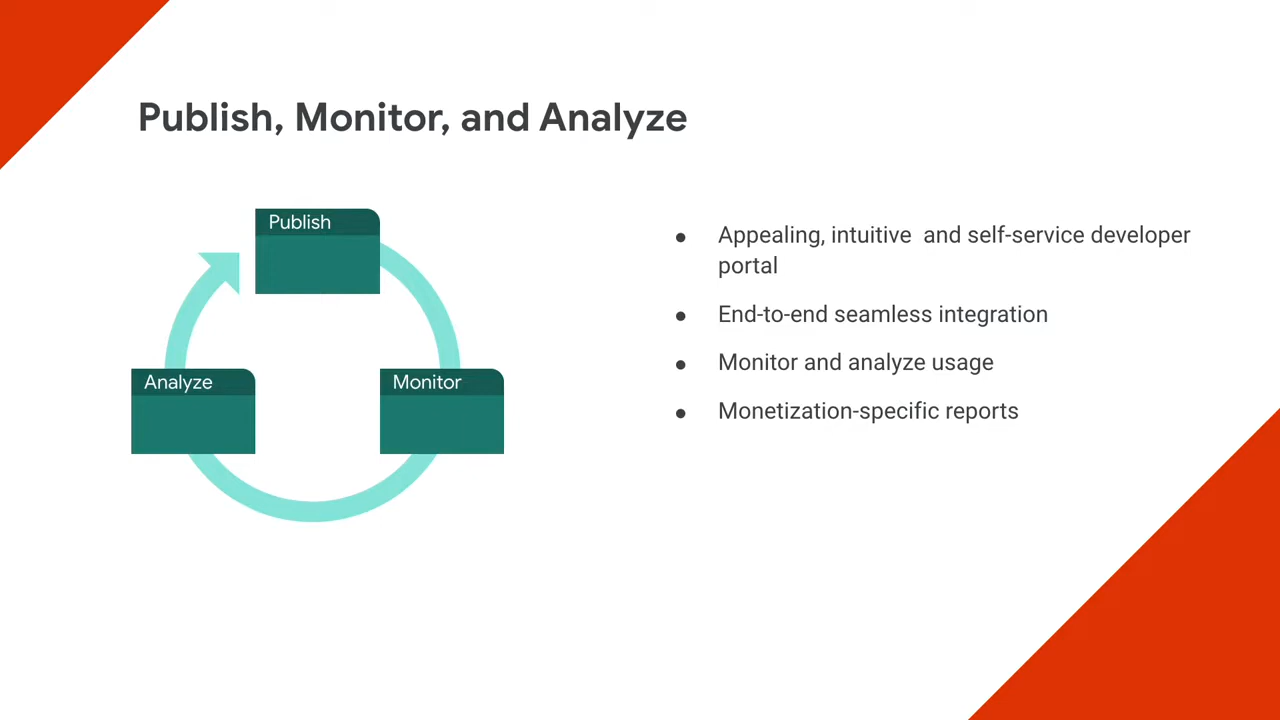 Publish, Monitor, and Analyze
Publish
Analyze
Monitor
● Appealing, intuitive  and self-service developer
portal
● End-to-end seamless integration
● Monitor and analyze usage
● Monetization-specific reports